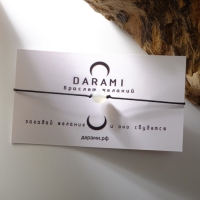 DARAMI
браслет желаний
загадай желание и оно сбудется
дарами.рф